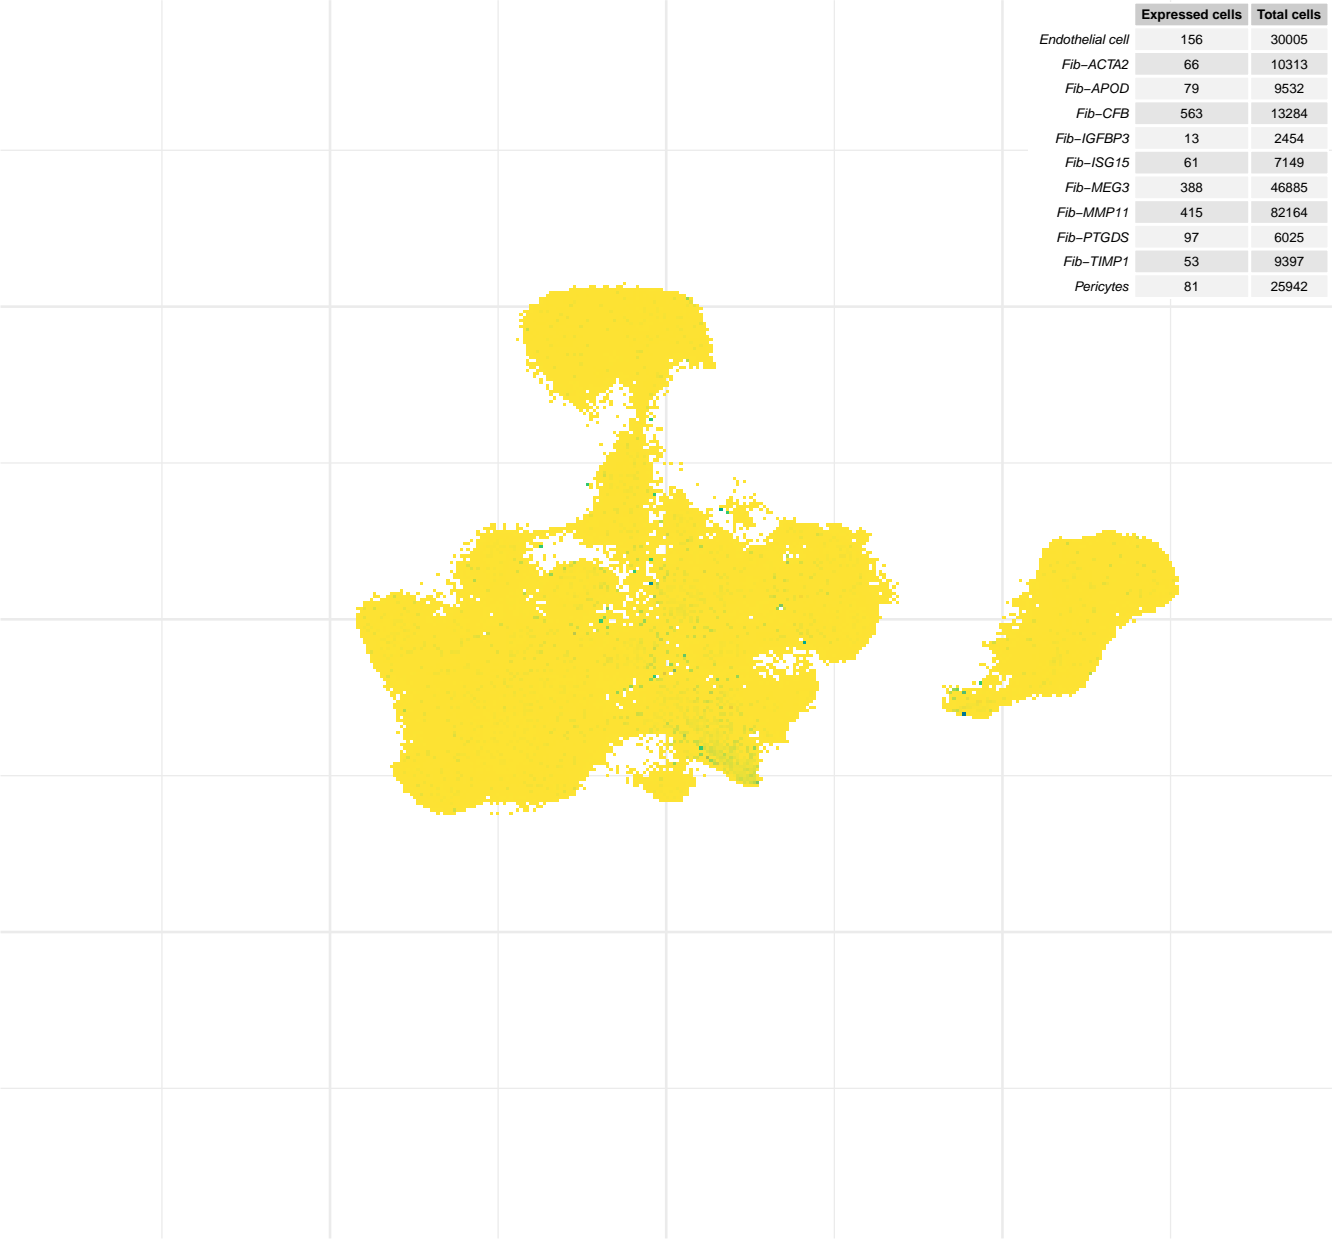 Expressed cells Total cells
Endothelial cell 156 30005
Fib−ACTA2 66 10313
Fib−APOD 79 9532
Fib−CFB 563 13284
Fib−IGFBP3 13 2454
Fib−ISG15 61 7149
Fib−MEG3 388 46885
Fib−MMP11 415 82164
Fib−PTGDS 97 6025
Fib−TIMP1 53 9397
Pericytes 81 25942